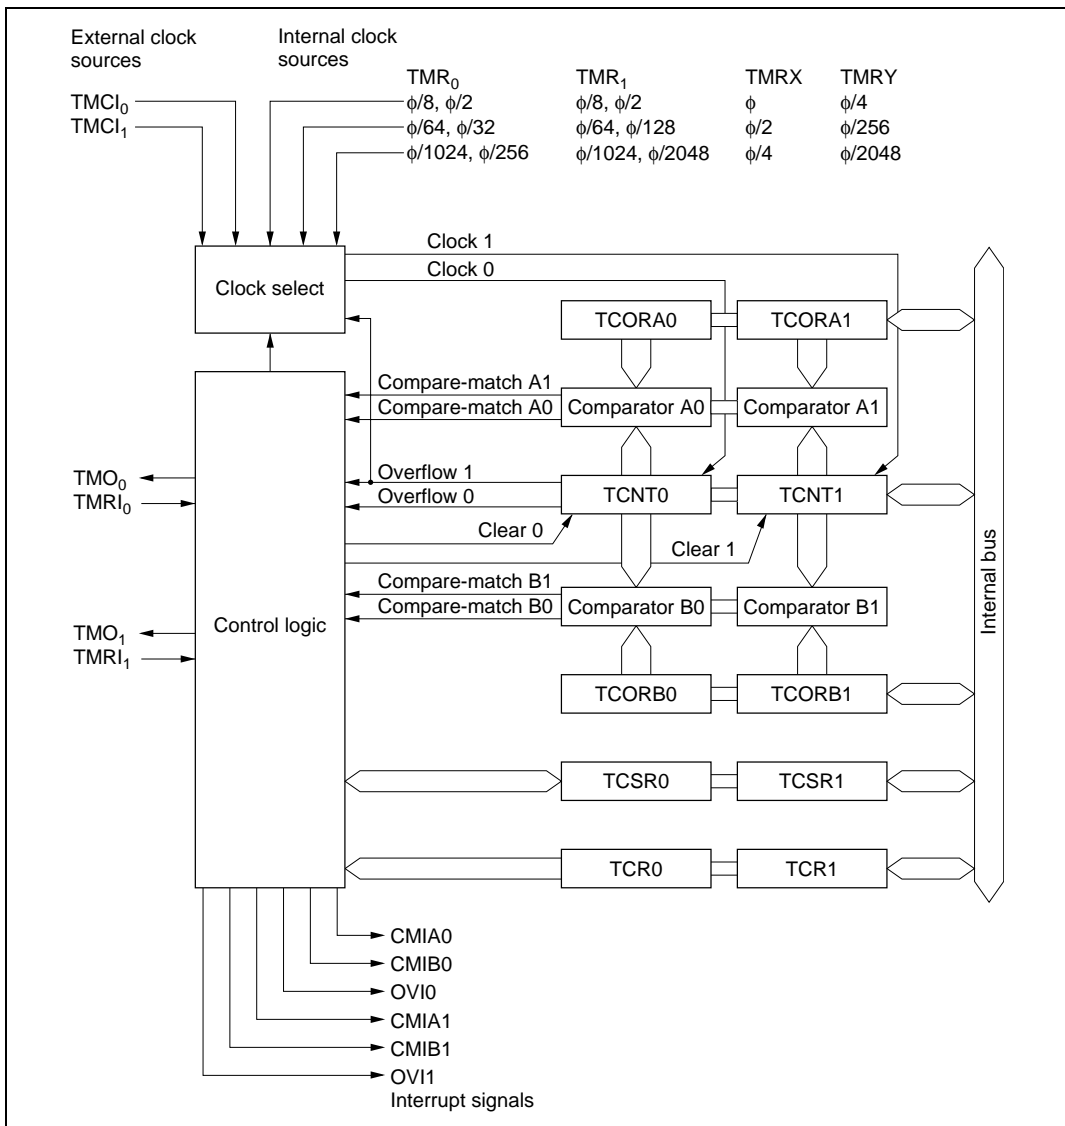 External clock
sources
Internal clock
sources
TMR₀ TMR₁ TMRX TMRY
TMCI₀ ϕ/8, ϕ/2 ϕ/8, ϕ/2 ϕ ϕ/4
TMCI₁ ϕ/64, ϕ/32 ϕ/64, ϕ/128 ϕ/2 ϕ/256
ϕ/1024, ϕ/256 ϕ/1024, ϕ/2048 ϕ/4 ϕ/2048
Clock 1
Clock 0
Clock select
TCORA0 TCORA1
Compare-match A1
Compare-match A0
Comparator A0 Comparator A1
TMO₀
TMRI₀
Overflow 1
Overflow 0
TCNT0 TCNT1
Clear 0
Clear 1
Internal bus
Compare-match B1
Compare-match B0
Comparator B0 Comparator B1
Control logic
TMO₁
TMRI₁
TCORB0 TCORB1
TCSR0 TCSR1
TCR0 TCR1
CMIA0
CMIB0
OVI0
CMIA1
CMIB1
OVI1
Interrupt signals